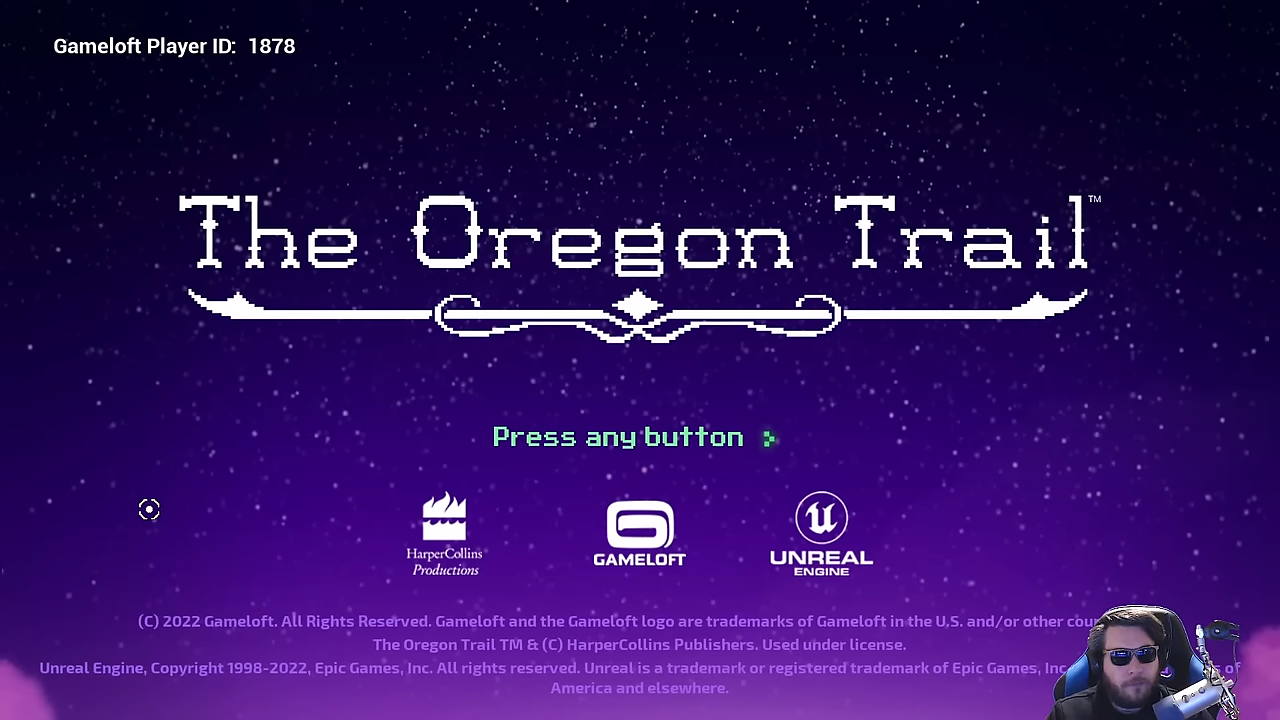 Gameloft Player ID: 1878
The Oregon Trail™
Press any button
HarperCollins
Productions
GAMELOFT
UNREAL
ENGINE
(C) 2022 Gameloft. All Rights Reserved. Gameloft and the Gameloft logo are trademarks of Gameloft in the U.S. and/or other
The Oregon Trail TM & (C) HarperCollins Publishers. Used under license.
Unreal Engine, Copyright 1998-2022, Epic Games, Inc. All rights reserved. Unreal is a trademark or registered trademark of Epic Games, Inc of
America and elsewhere.